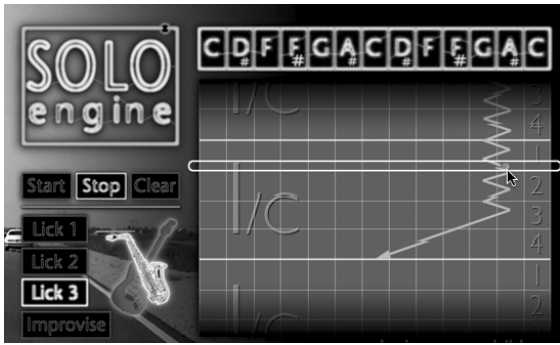 SOLO
engine
C D# F F# G A# C D# F F# G A# C
I/C
3
4
1
I/C
2
3
4
1
I/C
2
Start Stop Clear
Lick 1
Lick 2
Lick 3
Improvise